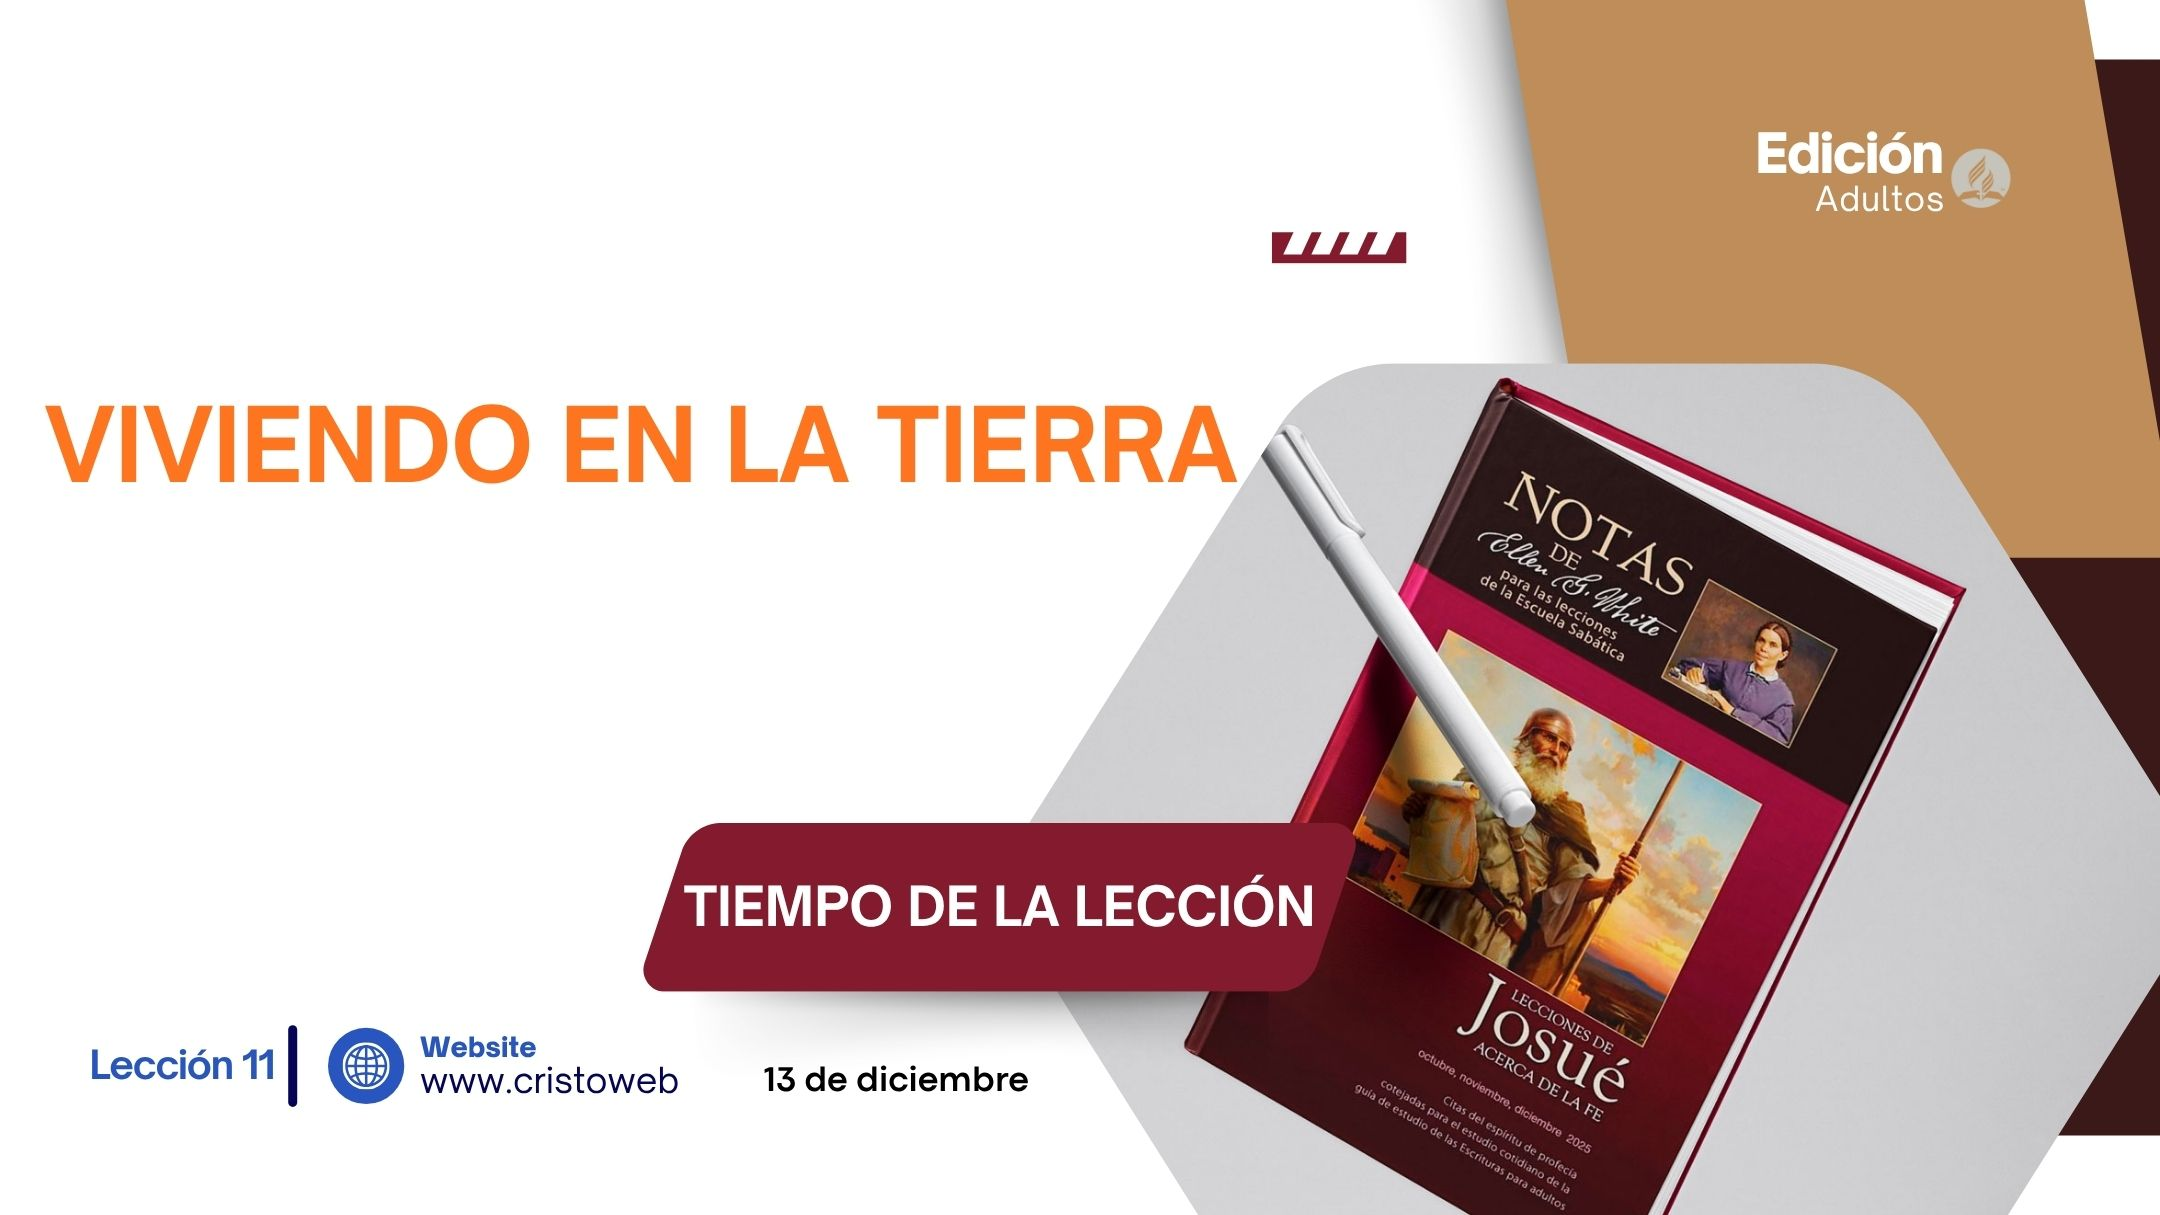 Edición
Adultos
VIVIENDO EN LA TIERRA
NOTAS
DE
Ellen G. White
para las lecciones
de la Escuela Sabática
TIEMPO DE LA LECCIÓN
LECCIONES DE
JOSUÉ
ACERCA DE LA FE
octubre, noviembre, diciembre 2025
Citas del espíritu de profecía
cotejadas para el estudio cotidiano de la
guía de estudio de las Escrituras para adultos
Lección 11
Website
www.cristoweb
13 de diciembre